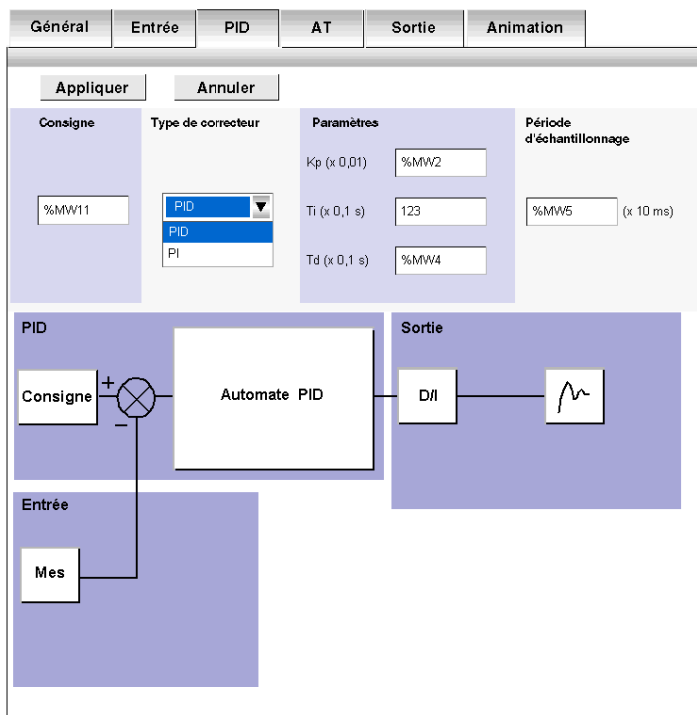 Général Entrée PID AT Sortie Animation
Appliquer Annuler
Consigne Type de correcteur Paramètres Période
d'échantillonnage
Kp (x 0,01) %MW2
%MW11 PID Ti (x 0,1 s) 123 %MW5 (x 10 ms)
PID
PI Td (x 0,1 s) %MW4
PID Sortie
Consigne + − Automate PID D/I
Entrée
Mes